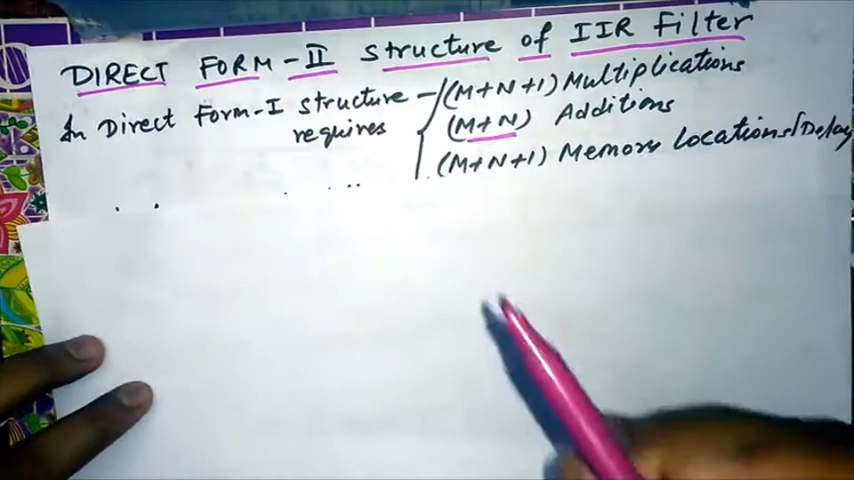 DIRECT FORM-II Structure of IIR Filter
In Direct Form-I structure requires
(M+N+1) Multiplications
(M+N) Additions
(M+N+1) Memory Locations/Delay